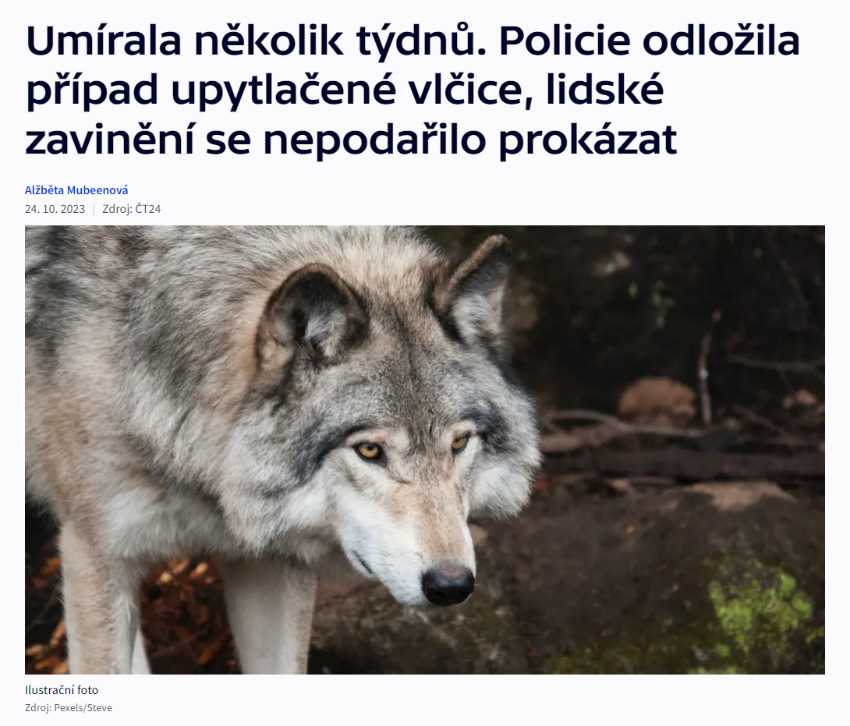 Umírala několik týdnů. Policie odložila
případ upytlačené vlčice, lidské
zavinění se nepodařilo prokázat
Alžběta Mubeenová
24. 10. 2023 | Zdroj: ČT24
Ilustrační foto
Zdroj: Pexels/Steve